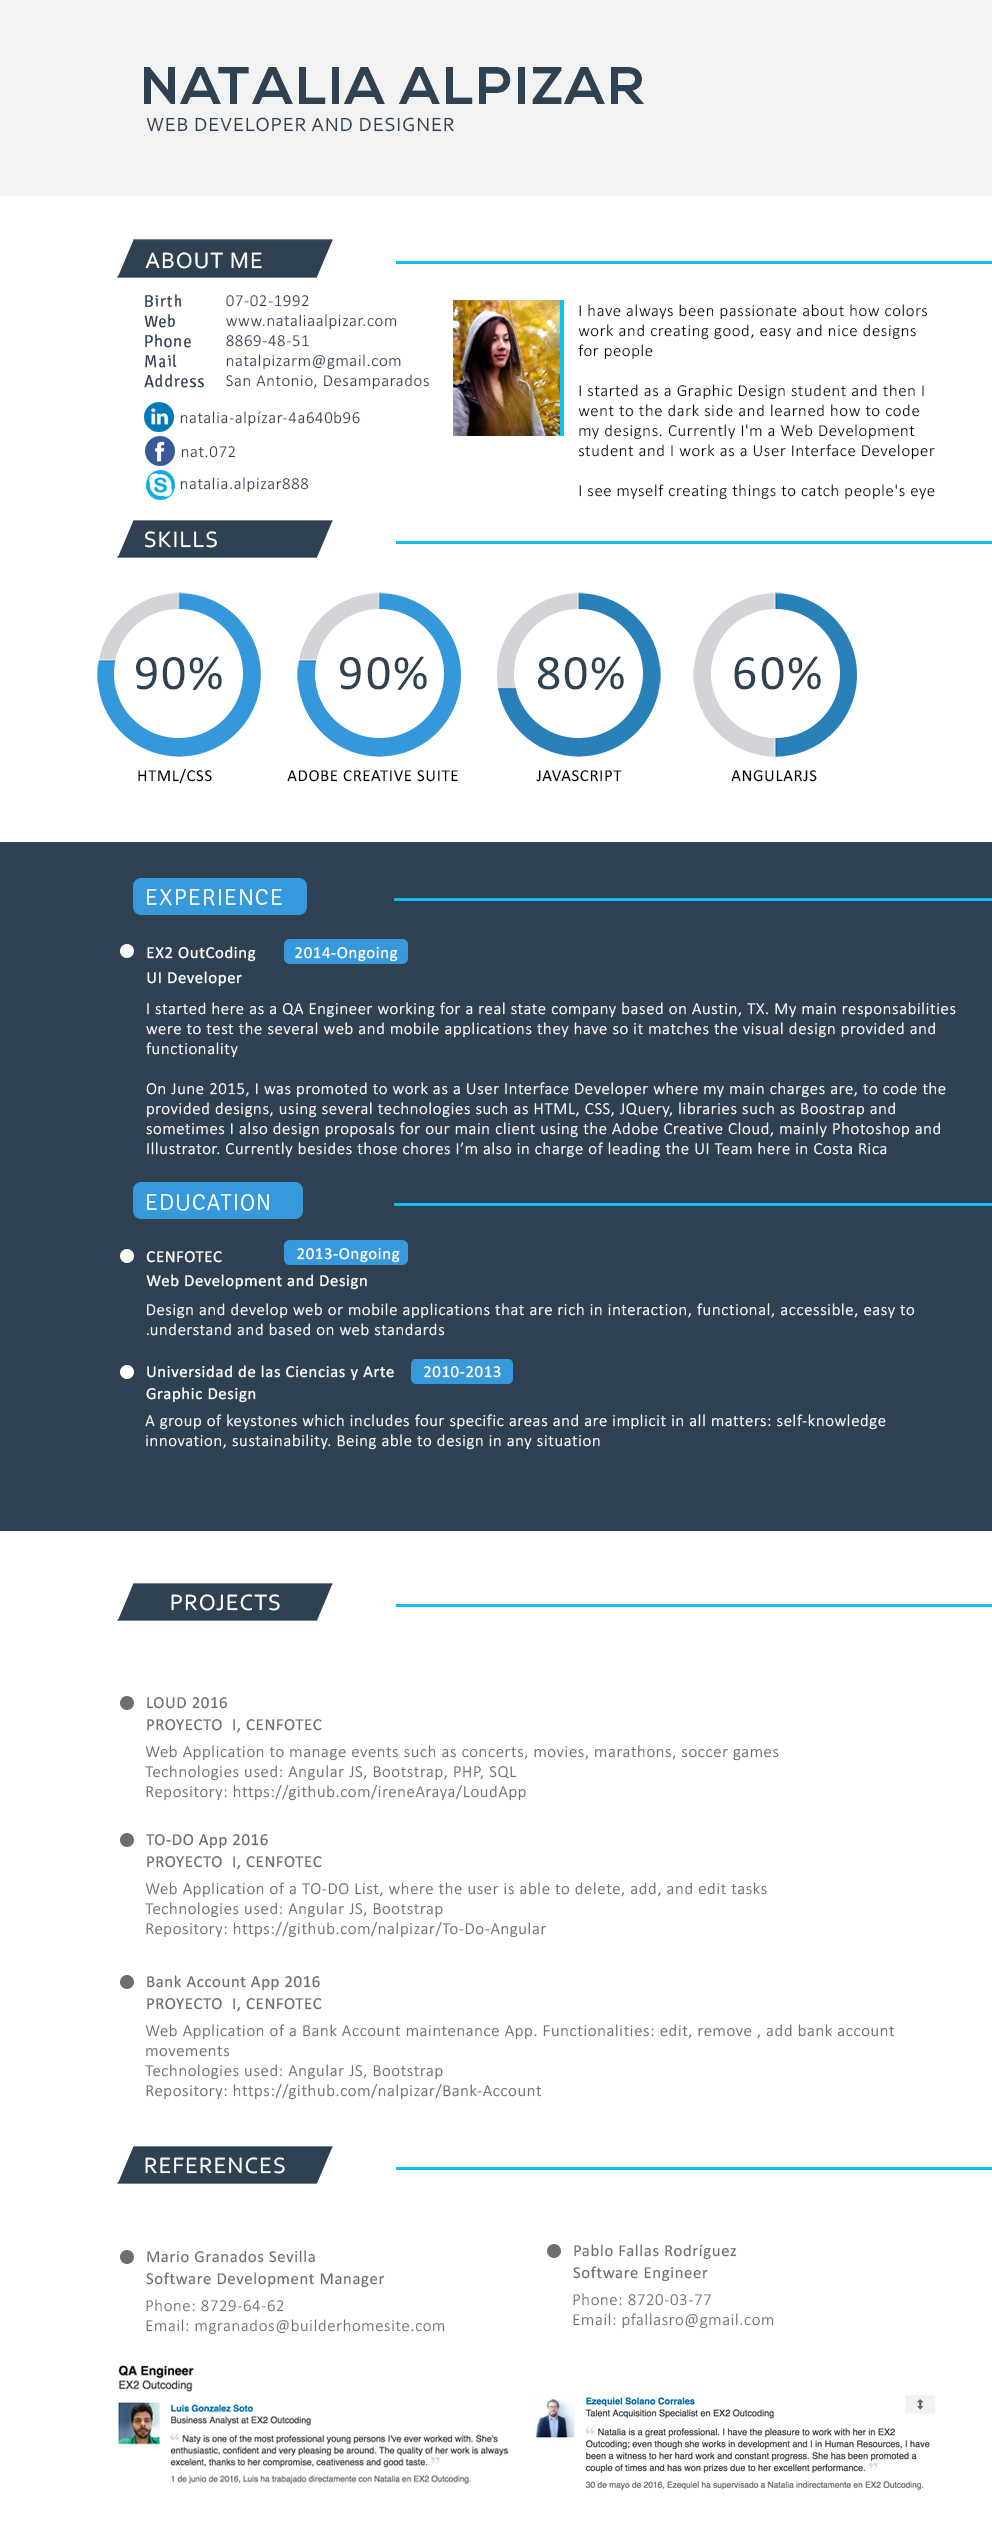 NATALIA ALPIZAR
WEB DEVELOPER AND DESIGNER
ABOUT ME
Birth 07-02-1992
Web www.nataliaalpizar.com
Phone 8869-48-51
Mail natalpizarm@gmail.com
Address San Antonio, Desamparados
in natalia-alpízar-4a640b96
f nat.072
S natalia.alpizar888
I have always been passionate about how colors
work and creating good, easy and nice designs
for people
I started as a Graphic Design student and then I
went to the dark side and learned how to code
my designs. Currently I'm a Web Development
student and I work as a User Interface Developer
I see myself creating things to catch people's eye
SKILLS
90% 90% 80% 60%
HTML/CSS ADOBE CREATIVE SUITE JAVASCRIPT ANGULARJS
EXPERIENCE
EX2 OutCoding 2014-Ongoing
UI Developer
I started here as a QA Engineer working for a real state company based on Austin, TX. My main responsabilities
were to test the several web and mobile applications they have so it matches the visual design provided and
functionality
On June 2015, I was promoted to work as a User Interface Developer where my main charges are, to code the
provided designs, using several technologies such as HTML, CSS, JQuery, libraries such as Boostrap and
sometimes I also design proposals for our main client using the Adobe Creative Cloud, mainly Photoshop and
Illustrator. Currently besides those chores I’m also in charge of leading the UI Team here in Costa Rica
EDUCATION
CENFOTEC 2013-Ongoing
Web Development and Design
Design and develop web or mobile applications that are rich in interaction, functional, accessible, easy to
.understand and based on web standards
Universidad de las Ciencias y Arte 2010-2013
Graphic Design
A group of keystones which includes four specific areas and are implicit in all matters: self-knowledge
innovation, sustainability. Being able to design in any situation
PROJECTS
LOUD 2016
PROYECTO I, CENFOTEC
Web Application to manage events such as concerts, movies, marathons, soccer games
Technologies used: Angular JS, Bootstrap, PHP, SQL
Repository: https://github.com/ireneAraya/LoudApp
TO-DO App 2016
PROYECTO I, CENFOTEC
Web Application of a TO-DO List, where the user is able to delete, add, and edit tasks
Technologies used: Angular JS, Bootstrap
Repository: https://github.com/nalpizar/To-Do-Angular
Bank Account App 2016
PROYECTO I, CENFOTEC
Web Application of a Bank Account maintenance App. Functionalities: edit, remove , add bank account
movements
Technologies used: Angular JS, Bootstrap
Repository: https://github.com/nalpizar/Bank-Account
REFERENCES
Mario Granados Sevilla
Software Development Manager
Phone: 8729-64-62
Email: mgranados@builderhomesite.com
Pablo Fallas Rodríguez
Software Engineer
Phone: 8720-03-77
Email: pfallasro@gmail.com
QA Engineer
EX2 Outcoding
Luis Gonzalez Soto
Business Analyst at EX2 Outcoding
“ Naty is one of the most professional young persons I've ever worked with. She's
enthusiastic, confident and very pleasing be around. The quality of her work is always
excelent, thanks to her compromise, ceativeness and good taste. ”
1 de junio de 2016, Luis ha trabajado directamente con Natalia en EX2 Outcoding.
Ezequiel Solano Corrales
Talent Acquisition Specialist en EX2 Outcoding
“ Natalia is a great professional. I have the pleasure to work with her in EX2
Outcoding; even though she works in development and I in Human Resources, I have
been a witness to her hard work and constant progress. She has been promoted a
couple of times and has won prizes due to her excellent performance. ”
30 de mayo de 2016, Ezequiel ha supervisado a Natalia indirectamente en EX2 Outcoding.